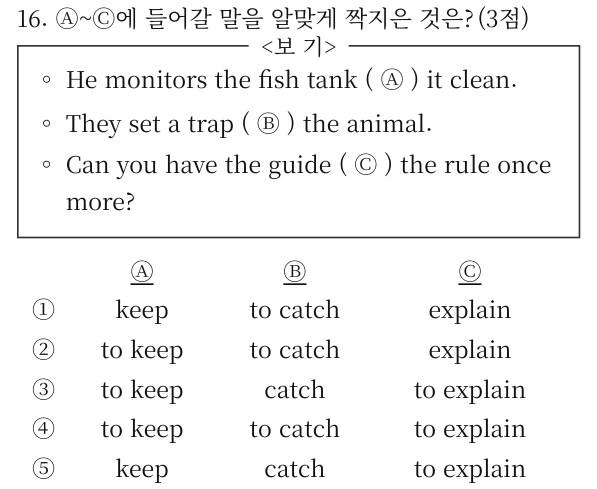 16. Ⓐ~Ⓒ에 들어갈 말을 알맞게 짝지은 것은?(3점)
<보 기>
◦ He monitors the fish tank ( Ⓐ ) it clean.
◦ They set a trap ( Ⓑ ) the animal.
◦ Can you have the guide ( Ⓒ ) the rule once
more?
Ⓐ Ⓑ Ⓒ
① keep to catch explain
② to keep to catch explain
③ to keep catch to explain
④ to keep to catch to explain
⑤ keep catch to explain